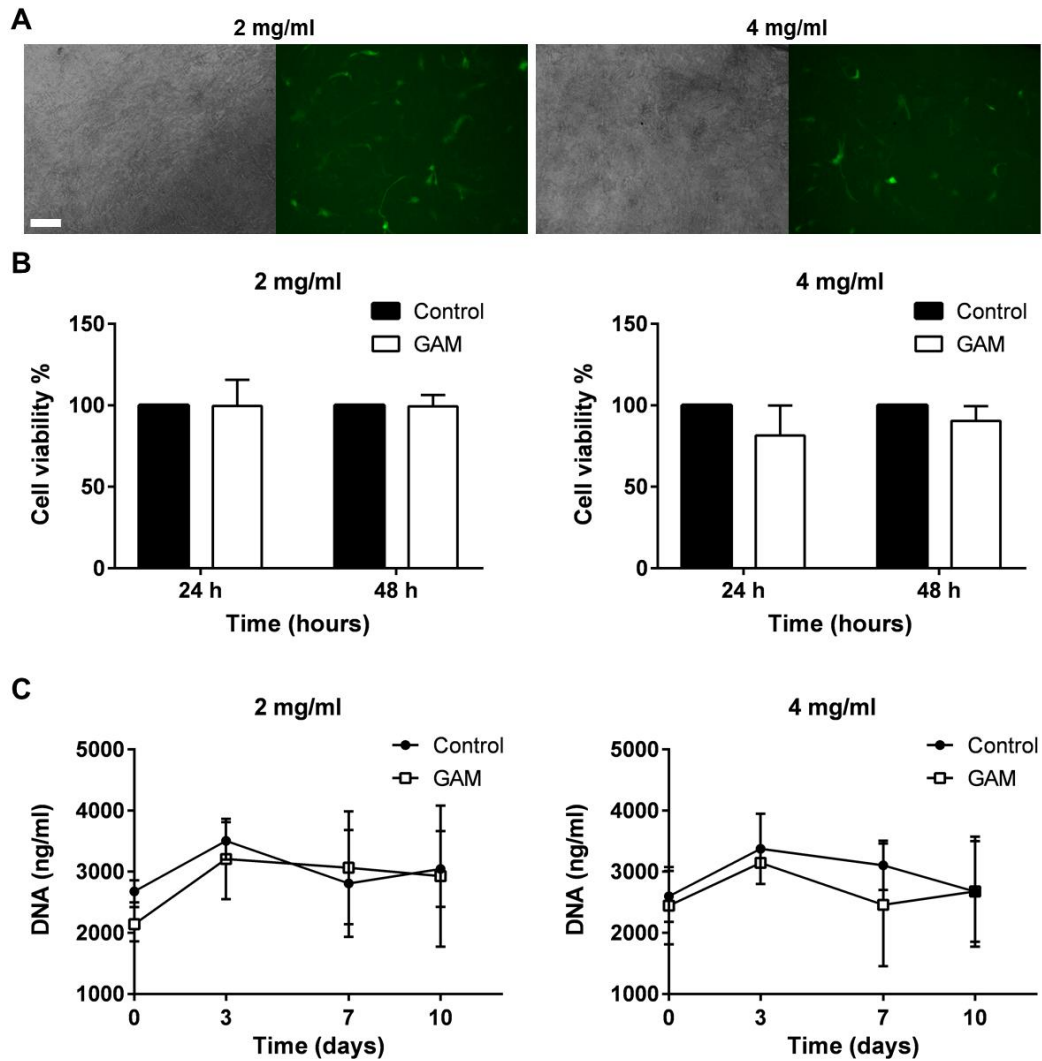 A
2 mg/ml
4 mg/ml
B
2 mg/ml
Control
GAM
Cell viability %
150
100
50
0
24 h
48 h
Time (hours)
4 mg/ml
Control
GAM
Cell viability %
150
100
50
0
24 h
48 h
Time (hours)
C
2 mg/ml
Control
GAM
DNA (ng/ml)
5000
4000
3000
2000
1000
0
3
7
10
Time (days)
4 mg/ml
Control
GAM
DNA (ng/ml)
5000
4000
3000
2000
1000
0
3
7
10
Time (days)